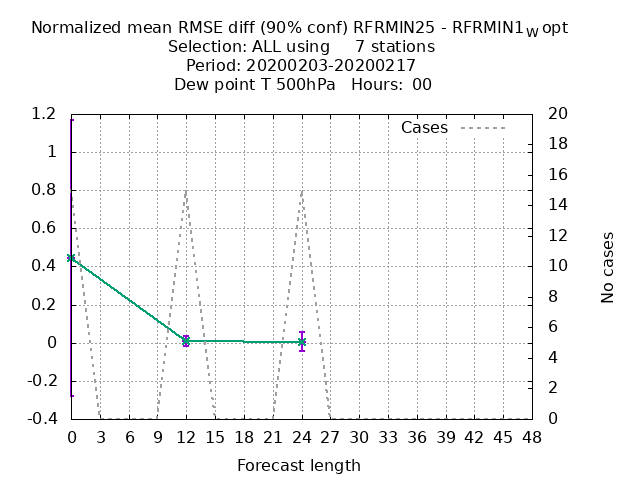 Normalized mean RMSE diff (90% conf) RFRMIN25 - RFRMIN1wopt
Selection: ALL using 7 stations
Period: 20200203-20200217
Dew point T 500hPa Hours: 00
Cases
1.2
1
0.8
0.6
0.4
0.2
0
-0.2
-0.4
20
18
16
14
12
10
8
6
4
2
0
No cases
0 3 6 9 12 15 18 21 24 27 30 33 36 39 42 45 48
Forecast length